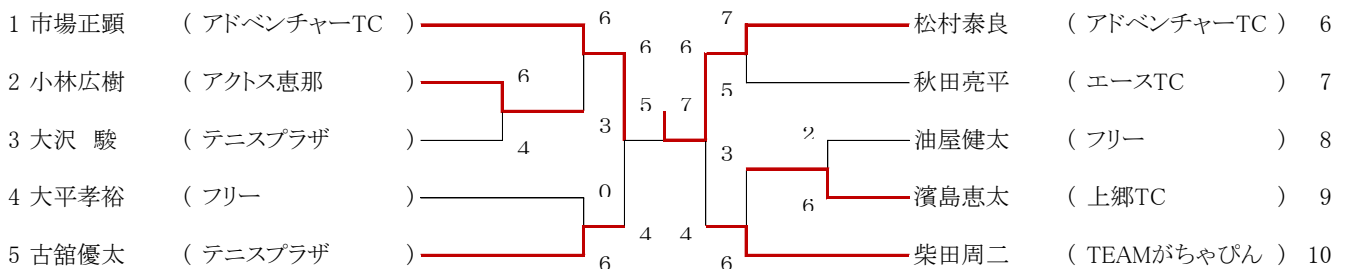 1 市場正顕 ( アドベンチャーTC ) 6 7 松村泰良 ( アドベンチャーTC ) 6
6 6
2 小林広樹 ( アクトス恵那 ) 6 5 秋田亮平 ( エースTC ) 7
5 7
3 大沢 駿 ( テニスプラザ ) 4 3 3 2 油屋健太 ( フリー ) 8
4 大平孝裕 ( フリー ) 0 6 濱島恵太 ( 上郷TC ) 9
4 4
5 古舘優太 ( テニスプラザ ) 6 6 柴田周二 ( TEAMがちゃぴん ) 10